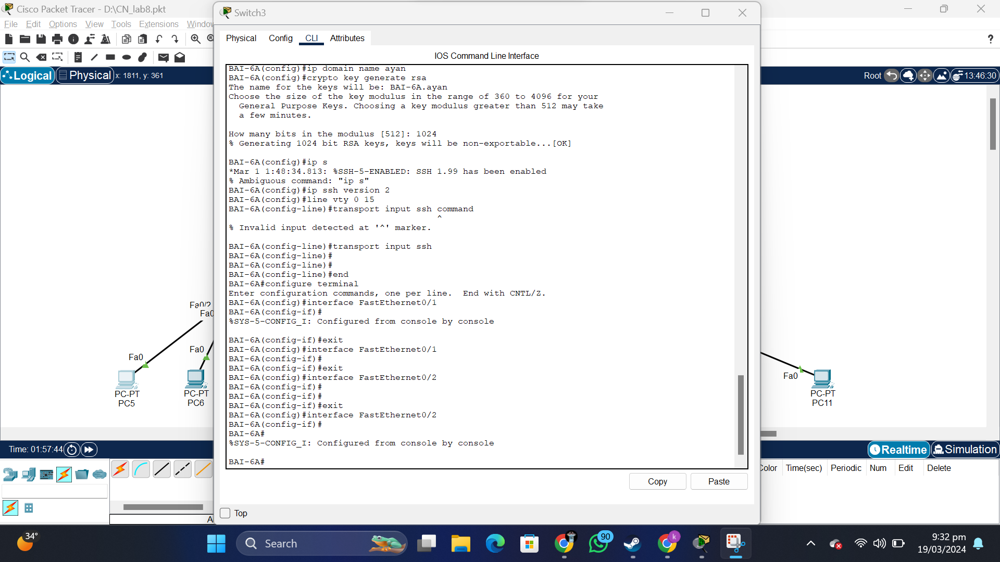 Cisco Packet Tracer - D:\CN_lab8.pkt
File Edit Options View Tools Extensions
?
Logical Physical x: 1811, y: 361
Root 13:46:30
Switch3
Physical Config CLI Attributes
IOS Command Line Interface
BAI-6A(config)#ip domain name ayan
BAI-6A(config)#crypto key generate rsa
The name for the keys will be: BAI-6A.ayan
Choose the size of the key modulus in the range of 360 to 4096 for your
General Purpose Keys. Choosing a key modulus greater than 512 may take
a few minutes.
How many bits in the modulus [512]: 1024
% Generating 1024 bit RSA keys, keys will be non-exportable...[OK]
BAI-6A(config)#ip s
*Mar 1 1:48:34.813: %SSH-5-ENABLED: SSH 1.99 has been enabled
% Ambiguous command: "ip s"
BAI-6A(config)#ip ssh version 2
BAI-6A(config)#line vty 0 15
BAI-6A(config-line)#transport input ssh command
^
% Invalid input detected at '^' marker.
BAI-6A(config-line)#transport input ssh
BAI-6A(config-line)#
BAI-6A(config-line)#
BAI-6A(config-line)#end
BAI-6A#configure terminal
Enter configuration commands, one per line. End with CNTL/Z.
BAI-6A(config)#interface FastEthernet0/1
BAI-6A(config-if)#
%SYS-5-CONFIG_I: Configured from console by console
BAI-6A(config-if)#exit
BAI-6A(config)#interface FastEthernet0/1
BAI-6A(config-if)#
BAI-6A(config-if)#exit
BAI-6A(config)#interface FastEthernet0/2
BAI-6A(config-if)#
BAI-6A(config-if)#
BAI-6A(config-if)#exit
BAI-6A(config)#interface FastEthernet0/2
BAI-6A(config-if)#
BAI-6A#
%SYS-5-CONFIG_I: Configured from console by console
BAI-6A#
Copy Paste
Top
Fa0/2
Fa0
Fa0
Fa0
PC-PT
PC5
PC-PT
PC6
Fa0
PC-PT
PC11
Time: 01:57:44
Realtime Simulation
Color Time(sec) Periodic Num Edit Delete
34°
Search
90
k
9:32 pm
19/03/2024